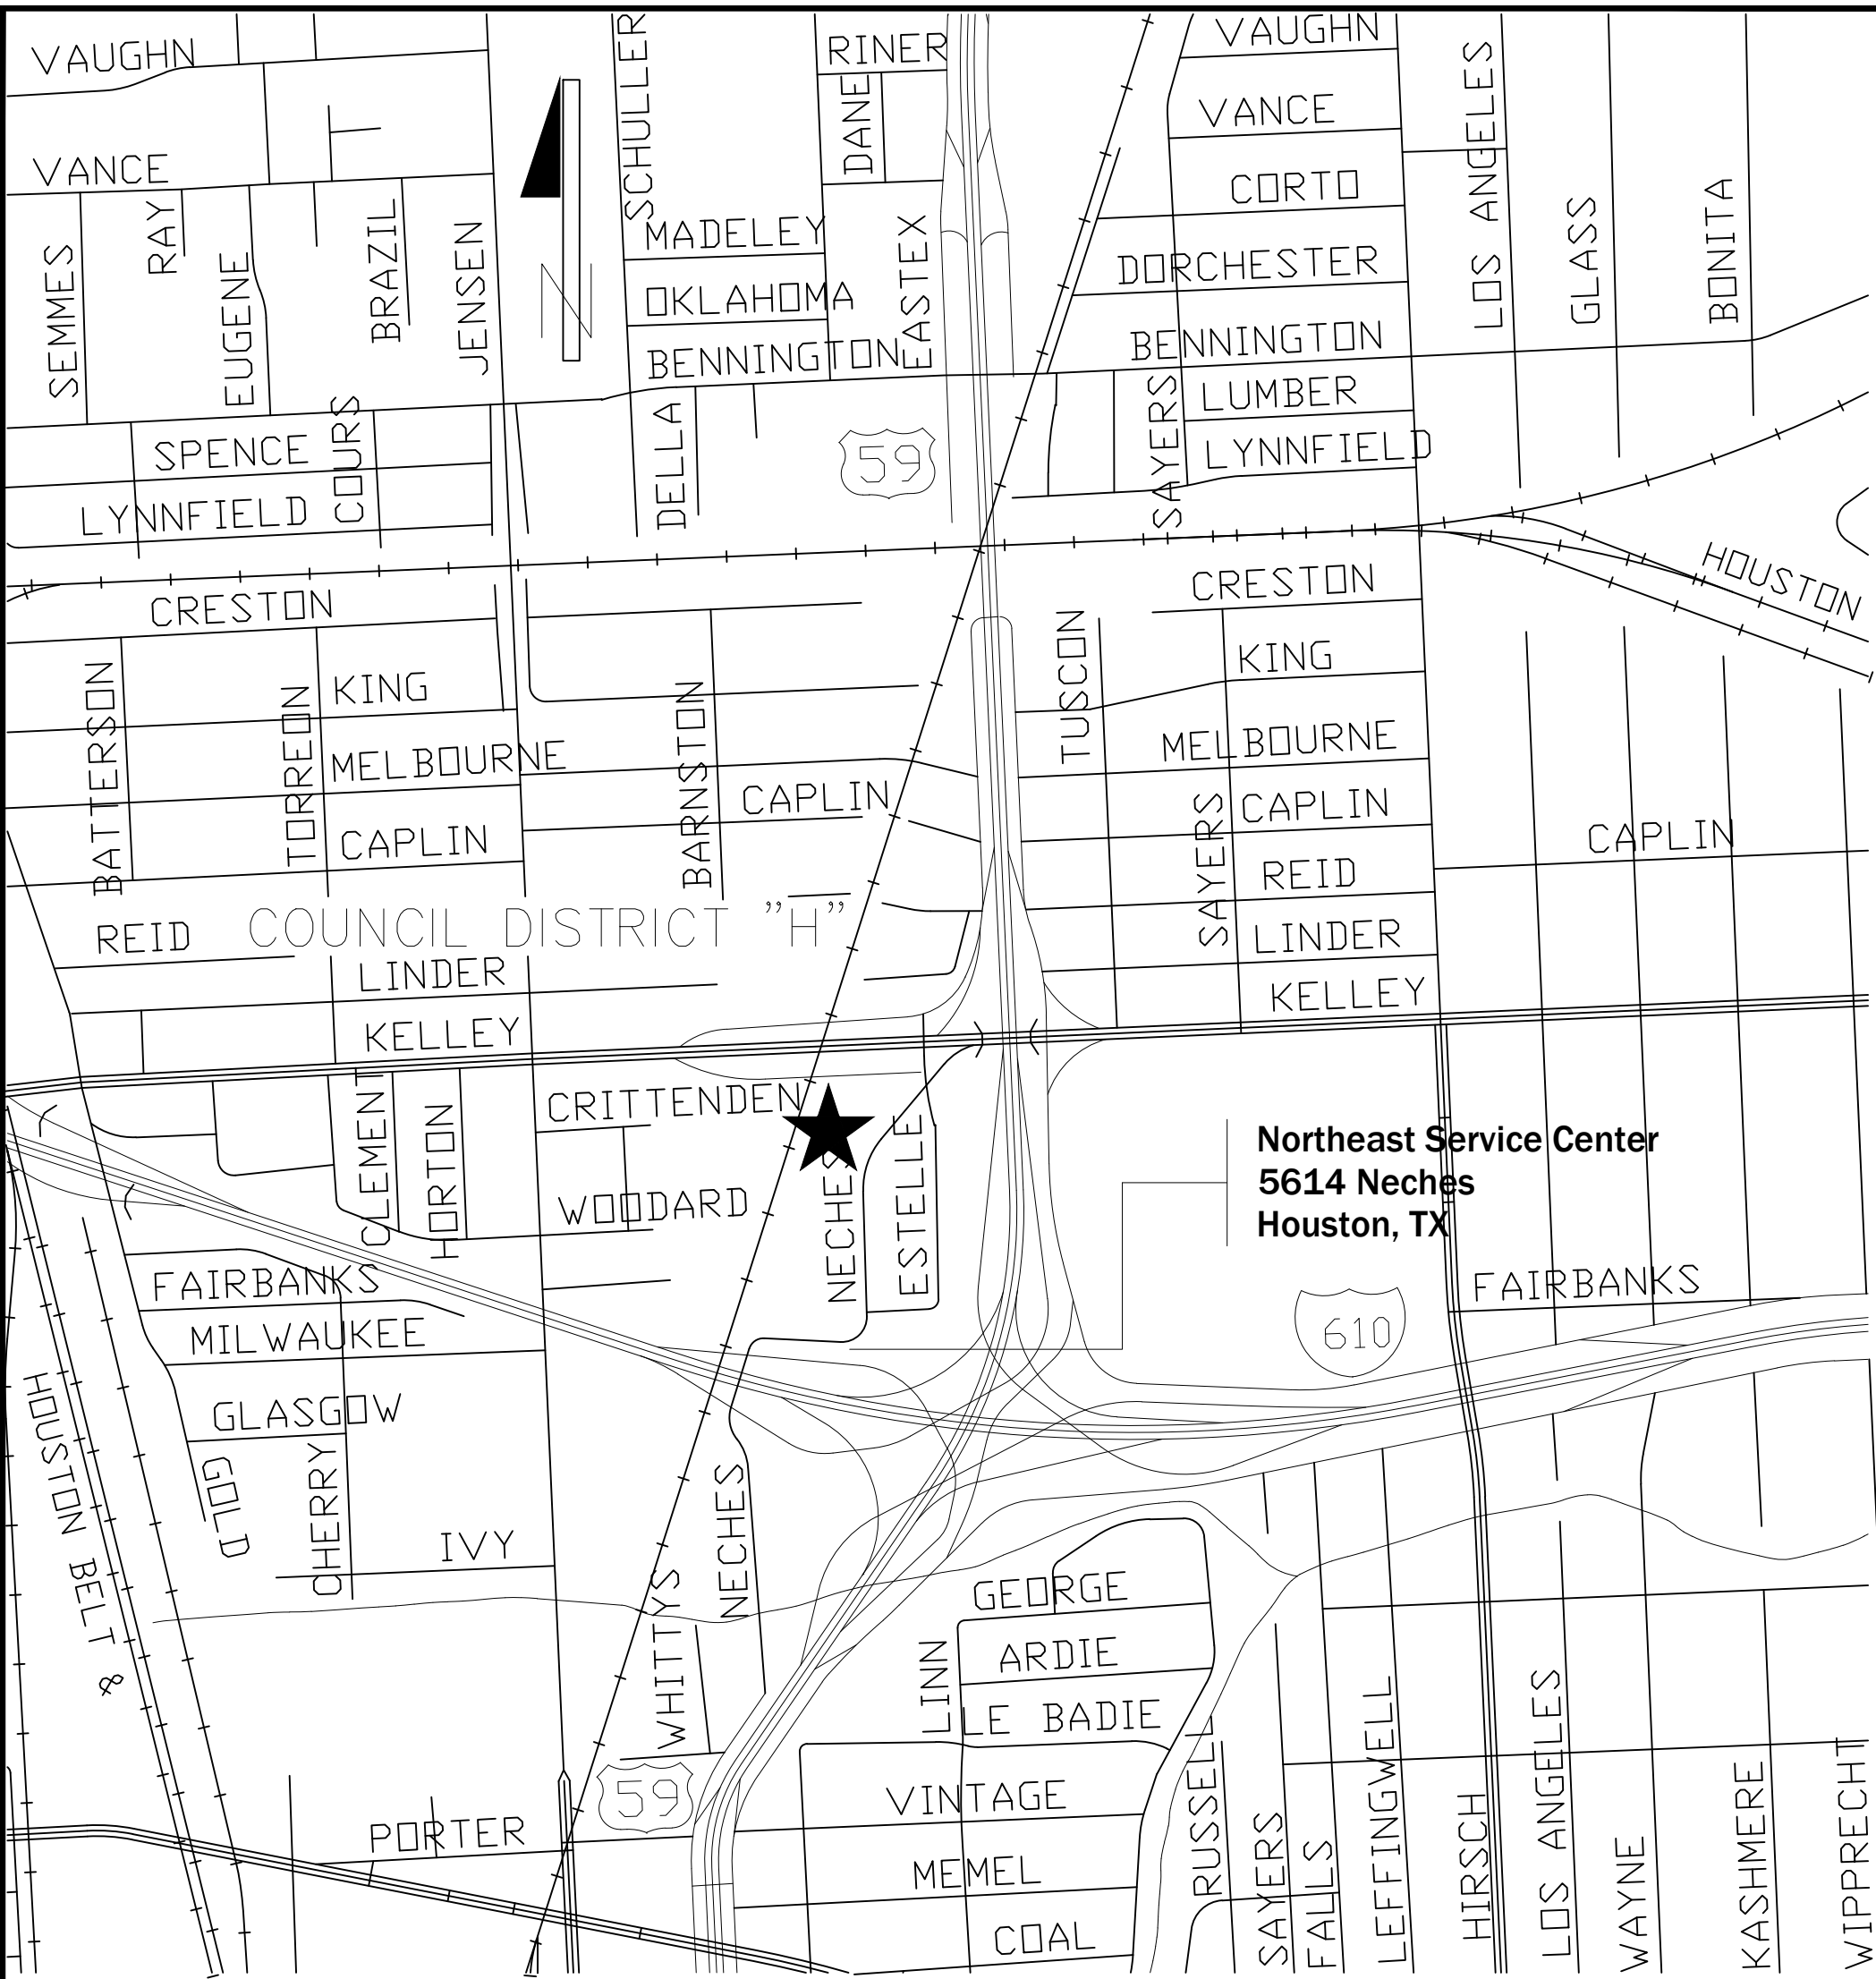 VAUGHN
SCHULLER
RINER
VAUGHN
LOS ANGELES
DANE
VANCE
VANCE
RAY
SEMMES
EUGENE
BRAZIL
JENSEN
N
MADELEY
EASTEX
CORTO
GLASS
BONITA
OKLAHOMA
DORCHESTER
BENNINGTON
BENNINGTON
SAYERS
LUMBER
COURS
DELLA
59
SPENCE
LYNNFIELD
LYNNFIELD
HOUSTON
CRESTON
CRESTON
TUSCON
KING
BATTERSON
TORREON
KING
BARNSTON
MELBOURNE
MELBOURNE
CAPLIN
SAYERS
CAPLIN
CAPLIN
CAPLIN
REID
REID
COUNCIL DISTRICT "H"
LINDER
LINDER
KELLEY
KELLEY
CLEMENT
HORTON
CRITTENDEN
NECHES
ESTELLE
Northeast Service Center
5614 Neches
Houston, TX
WOODARD
FAIRBANKS
FAIRBANKS
MILWAUKEE
610
HOUSTON BELT &
GLASGOW
GOLD
CHERRY
IVY
NECHES
WHITTYS
GEORGE
ARDIE
LINN
LE BADIE
59
PORTER
VINTAGE
MEMEL
COAL
RUSSELL
SAYERS
FALLS
LEFFINGWELL
HIRSCH
LOS ANGELES
WAYNE
KASHMERE
WIPPRECHT